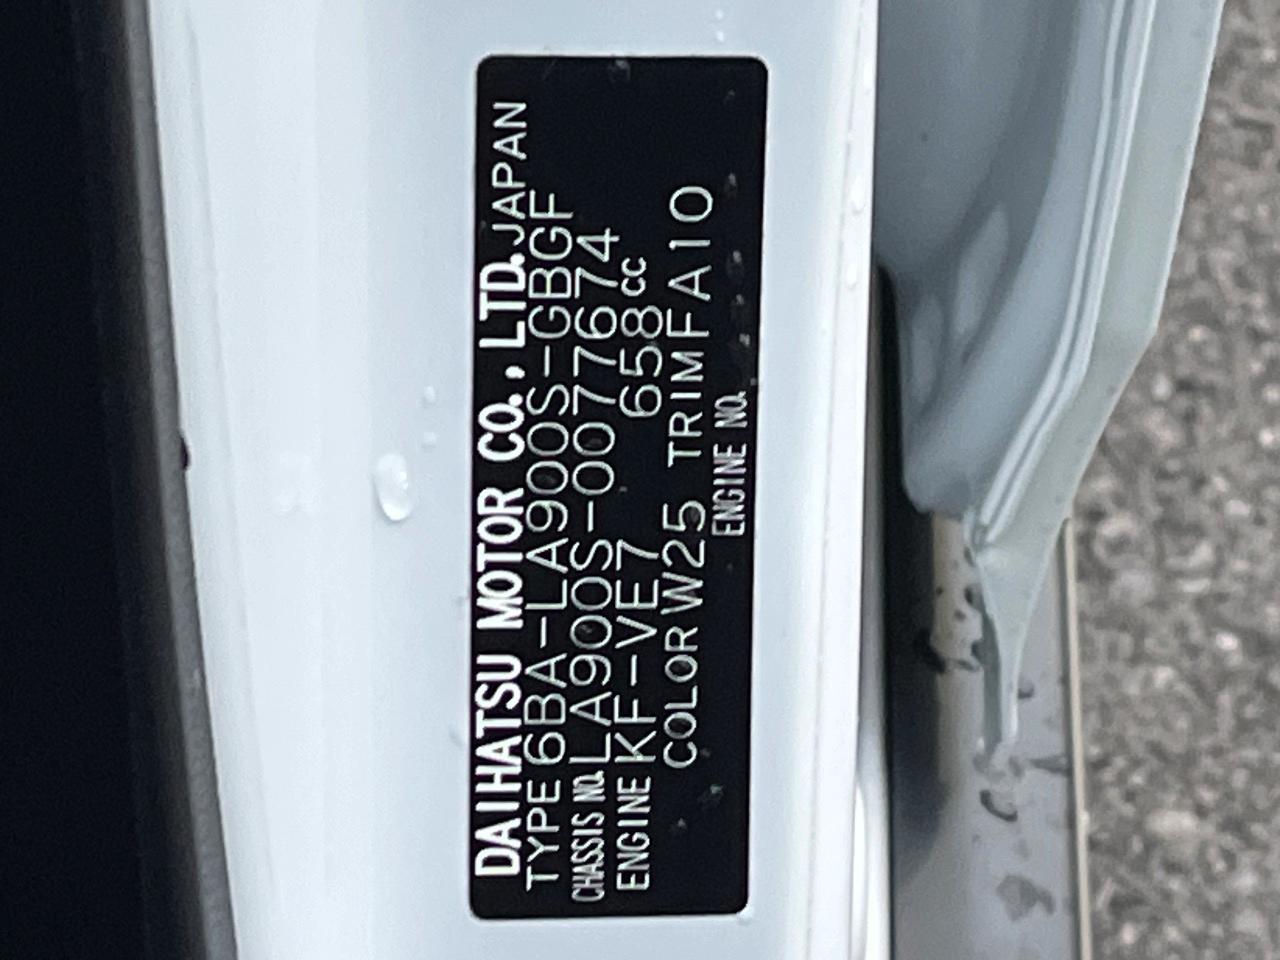 DAIHATSU MOTOR CO., LTD. JAPAN
TYPE 6BA-LA900S-GBGF
CHASSIS NO. LA900S-0077674
ENGINE KF-VE7 658cc
COLOR W25 TRIM FA10
ENGINE NO.